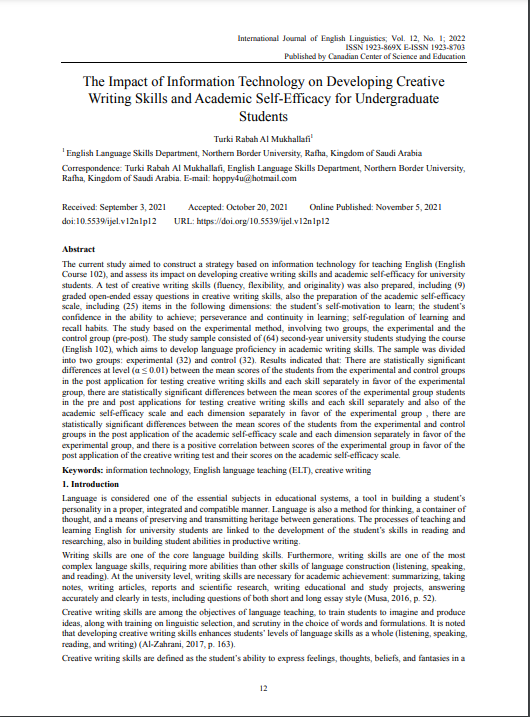 International Journal of English Linguistics; Vol. 12, No. 1; 2022
ISSN 1923-869X E-ISSN 1923-8703
Published by Canadian Center of Science and Education
The Impact of Information Technology on Developing Creative
Writing Skills and Academic Self-Efficacy for Undergraduate
Students
Turki Rabah Al Mukhallafi1
1 English Language Skills Department, Northern Border University, Rafha, Kingdom of Saudi Arabia
Correspondence: Turki Rabah Al Mukhallafi, English Language Skills Department, Northern Border University,
Rafha, Kingdom of Saudi Arabia. E-mail: hoppy4u@hotmail.com
Received: September 3, 2021 Accepted: October 20, 2021 Online Published: November 5, 2021
doi:10.5539/ijel.v12n1p12 URL: https://doi.org/10.5539/ijel.v12n1p12
Abstract
The current study aimed to construct a strategy based on information technology for teaching English (English
Course 102), and assess its impact on developing creative writing skills and academic self-efficacy for university
students. A test of creative writing skills (fluency, flexibility, and originality) was also prepared, including (9)
graded open-ended essay questions in creative writing skills, also the preparation of the academic self-efficacy
scale, including (25) items in the following dimensions: the student's self-motivation to learn; the student's
confidence in the ability to achieve; perseverance and continuity in learning; self-regulation of learning and
recall habits. The study based on the experimental method, involving two groups, the experimental and the
control group (pre-post). The study sample consisted of (64) second-year university students studying the course
(English 102), which aims to develop language proficiency in academic writing skills. The sample was divided
into two groups: experimental (32) and control (32). Results indicated that: There are statistically significant
differences at level (α ≤ 0.01) between the mean scores of the students from the experimental and control groups
in the post application for testing creative writing skills and each skill separately in favor of the experimental
group, there are statistically significant differences between the mean scores of the experimental group students
in the pre and post applications for testing creative writing skills and each skill separately and also of the
academic self-efficacy scale and each dimension separately in favor of the experimental group , there are
statistically significant differences between the mean scores of the students from the experimental and control
groups in the post application of the academic self-efficacy scale and each dimension separately in favor of the
experimental group, and there is a positive correlation between scores of the experimental group in favor of the
post application of the creative writing test and their scores on the academic self-efficacy scale.
Keywords: information technology, English language teaching (ELT), creative writing
1. Introduction
Language is considered one of the essential subjects in educational systems, a tool in building a student's
personality in a proper, integrated and compatible manner. Language is also a method for thinking, a container of
thought, and a means of preserving and transmitting heritage between generations. The processes of teaching and
learning English for university students are linked to the development of the student's skills in reading and
researching, also in building student abilities in productive writing.
Writing skills are one of the core language building skills. Furthermore, writing skills are one of the most
complex language skills, requiring more abilities than other skills of language construction (listening, speaking,
and reading). At the university level, writing skills are necessary for academic achievement: summarizing, taking
notes, writing articles, reports and scientific research, writing educational and study projects, answering
accurately and clearly in tests, including questions of both short and long essay style (Musa, 2016, p. 52).
Creative writing skills are among the objectives of language teaching, to train students to imagine and produce
ideas, along with training on linguistic selection, and scrutiny in the choice of words and formulations. It is noted
that developing creative writing skills enhances students' levels of language skills as a whole (listening, speaking,
reading, and writing) (Al-Zahrani, 2017, p. 163).
Creative writing skills are defined as the student's ability to express feelings, thoughts, beliefs, and fantasies in a
12